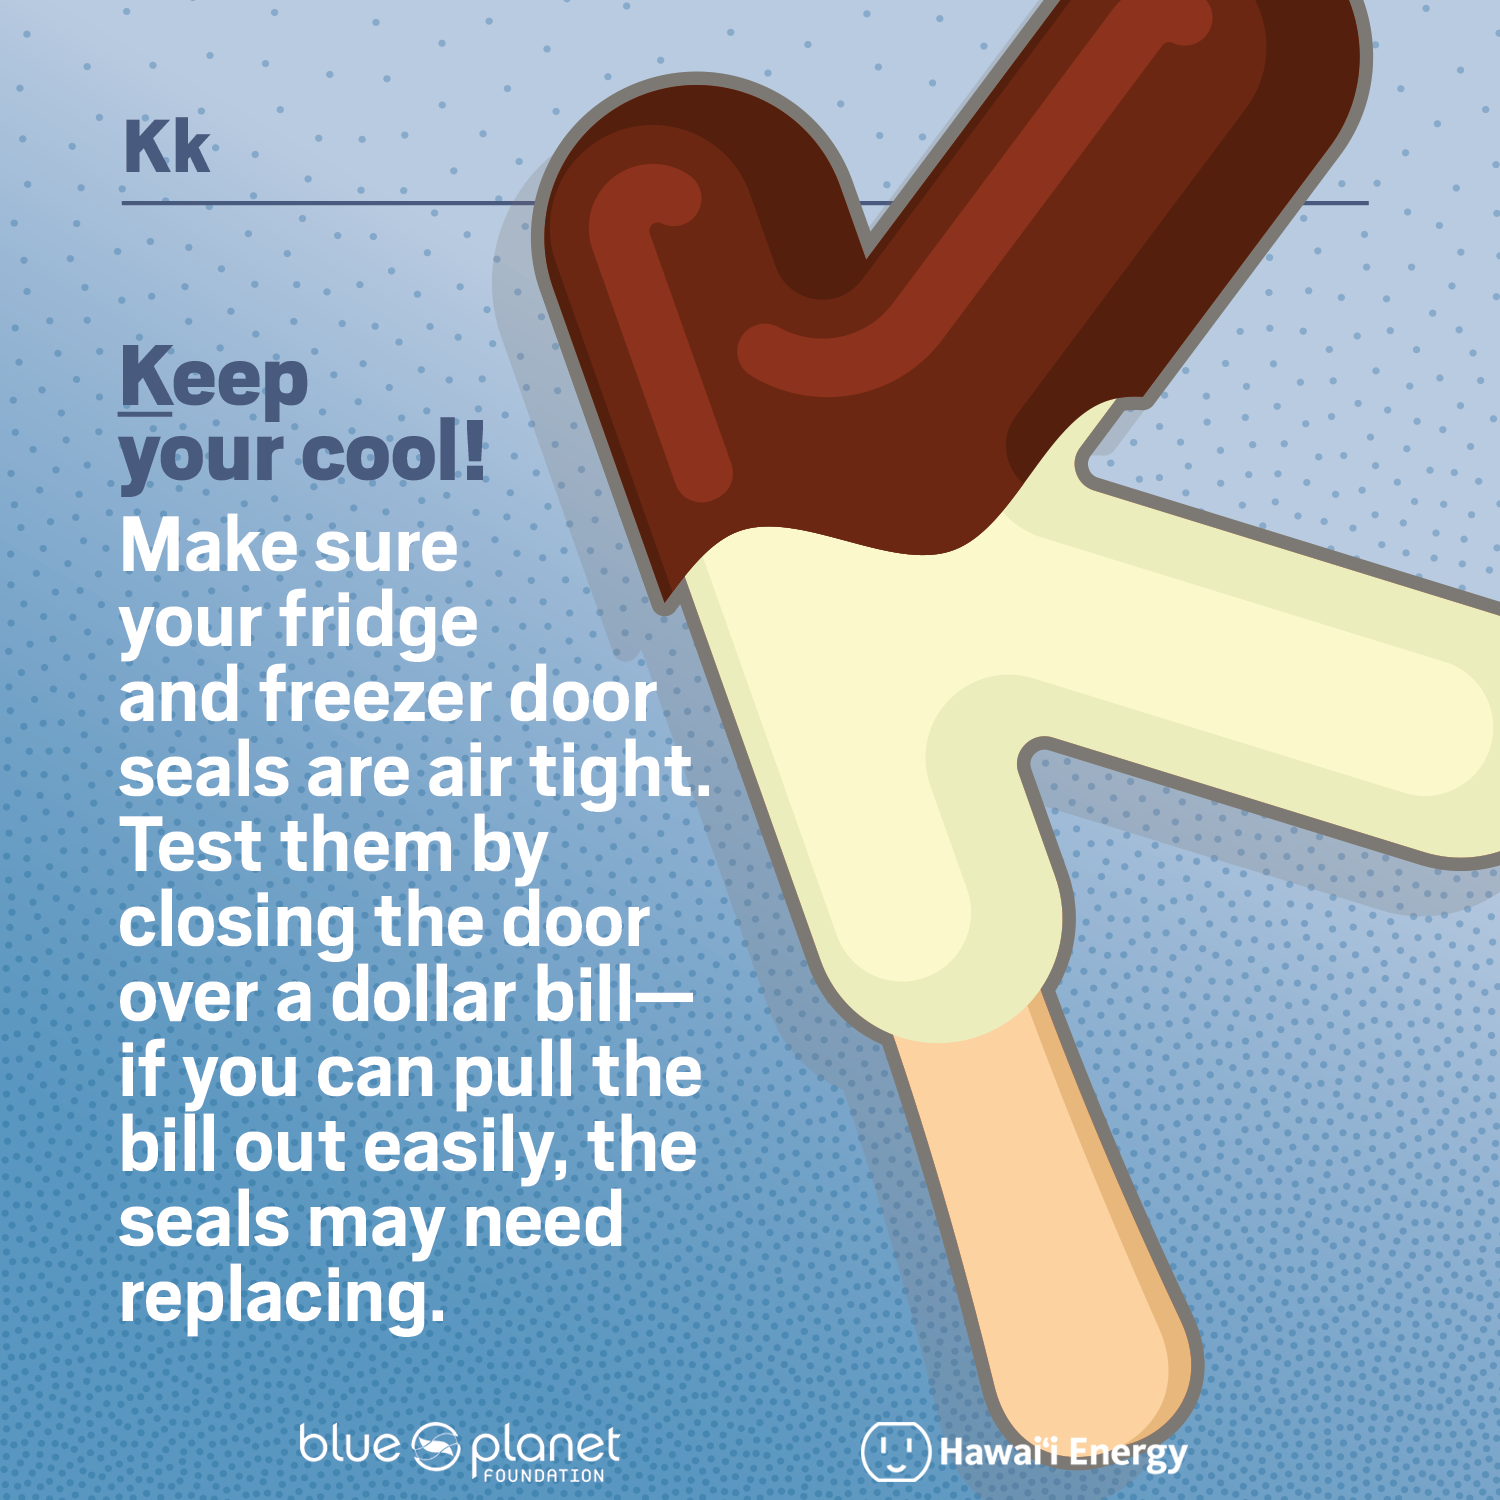 Kk
Keep
your cool!
Make sure
your fridge
and freezer door
seals are air tight.
Test them by
closing the door
over a dollar bill—
if you can pull the
bill out easily, the
seals may need
replacing.
blue planet
FOUNDATION
Hawaiʻi Energy